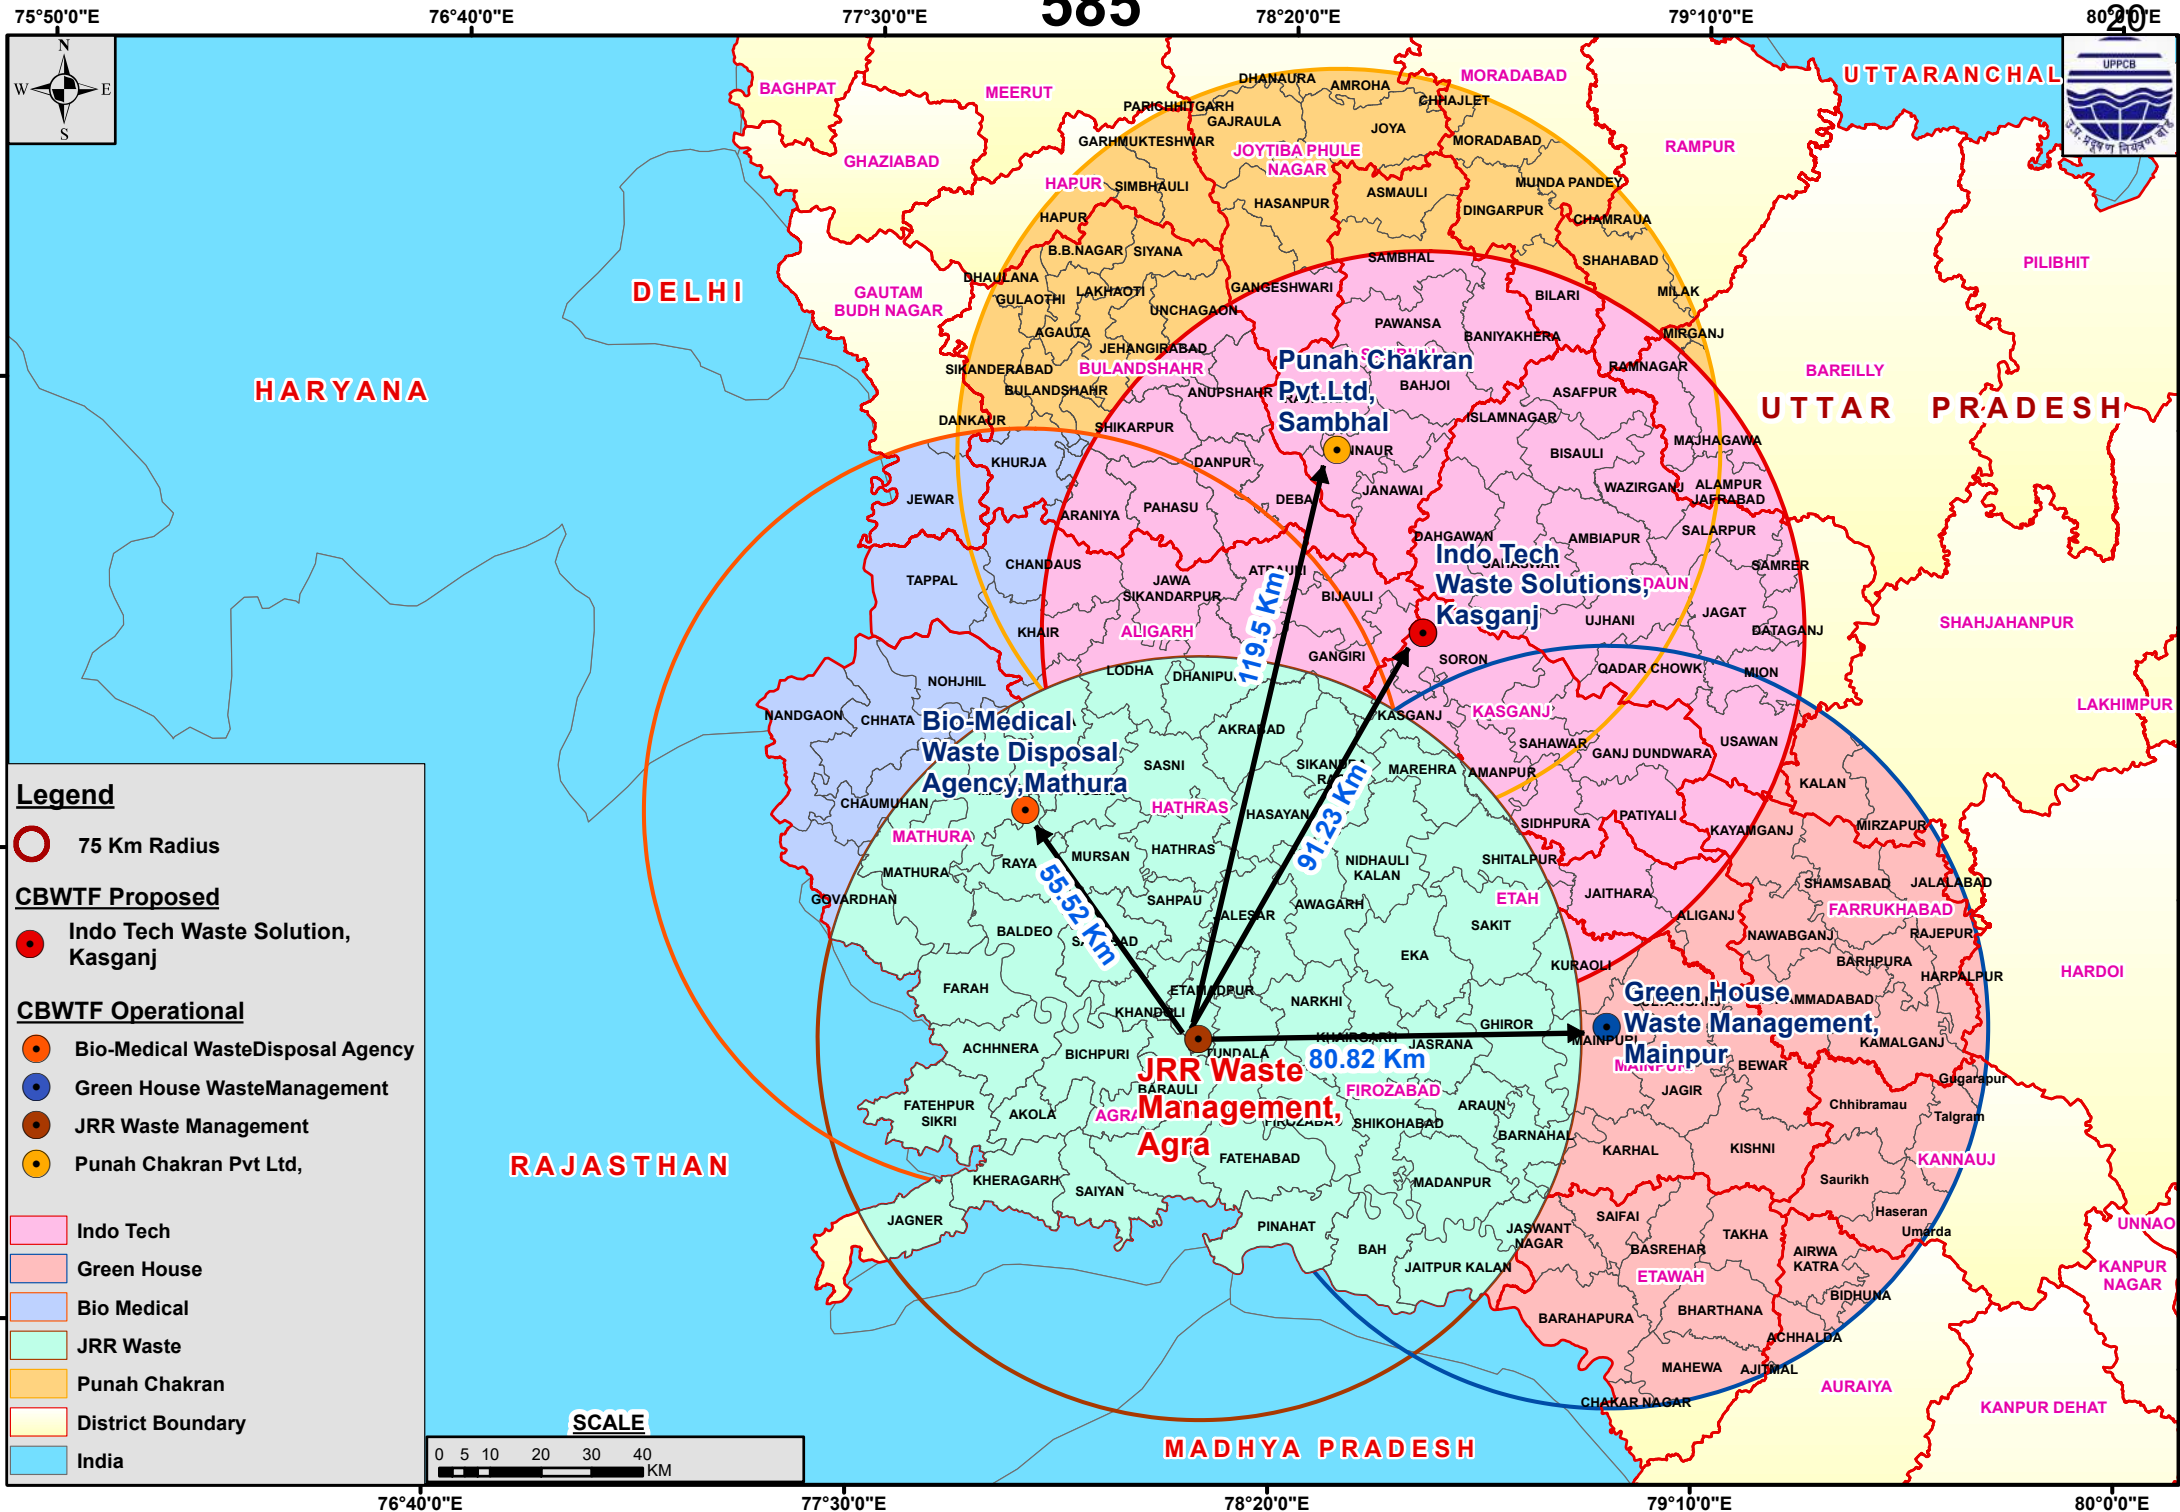 585
20
75°50'0"E
76°40'0"E
77°30'0"E
78°20'0"E
79°10'0"E
80°0'0"E
N
W
E
S
UPPCB
UTTARANCHAL
DELHI
HARYANA
UTTAR PRADESH
RAJASTHAN
MADHYA PRADESH
BAGHPAT
MEERUT
MORADABAD
RAMPUR
GHAZIABAD
HAPUR
JOYTIBA PHULE
NAGAR
PILIBHIT
GAUTAM
BUDH NAGAR
BULANDSHAHR
BAREILLY
SHAHJAHANPUR
LAKHIMPUR
ALIGARH
KASGANJ
HATHRAS
MATHURA
ETAH
FARRUKHABAD
HARDOI
FIROZABAD
KANNAUJ
ETAWAH
AURAIYA
UNNAO
KANPUR
NAGAR
KANPUR DEHAT
DHANAURA
AMROHA
CHHAJLET
PARICHHITGARH
GAJRAULA
JOYA
GARHMUKTESHWAR
MORADABAD
SIMBHAULI
ASMAULI
MUNDA PANDEY
HASANPUR
DINGARPUR
CHAMRAUA
HAPUR
B.B.NAGAR
SIYANA
SAMBHAL
SHAHABAD
DHAULANA
GULAOTHI
LAKHAOTI
UNCHAGAON
GANGESHWARI
BILARI
MILAK
AGAUTA
PAWANSA
BANIYAKHERA
MIRGANJ
JEHANGIRABAD
SIKANDERABAD
RAMNAGAR
BULANDSHAHR
ANUPSHAHR
BAHJOI
ASAFPUR
DANKAUR
SHIKARPUR
ISLAMNAGAR
MAJHAGAWA
KHURJA
DANPUR
NNAUR
BISAULI
JEWAR
DEBA
JANAWAI
WAZIRGANJ
ALAMPUR
JAFRABAD
ARANIYA
PAHASU
DAHGAWAN
AMBIAPUR
SALARPUR
TAPPAL
CHANDAUS
JAWA
SIKANDARPUR
BIJAULI
DAUN
SAMRER
JAGAT
KHAIR
UJHANI
DATAGANJ
GANGIRI
SORON
QADAR CHOWK
MION
LODHA
NOHJHIL
NANDGAON
CHHATA
AKRABAD
KASGANJ
SAHAWAR
GANJ DUNDWARA
USAWAN
SASNI
MAREHRA
AMANPUR
KALAN
CHAUMUHAN
HASAYAN
SIDHPURA
PATIYALI
KAYAMGANJ
MIRZAPUR
RAYA
MURSAN
HATHRAS
NIDHAULI
KALAN
SHITALPUR
MATHURA
GOVARDHAN
SAHPAU
AWAGARH
JAITHARA
SHAMSABAD
JALALABAD
ALIGANJ
BALDEO
SAKIT
NAWABGANJ
RAJEPUR
EKA
KURAOLI
BARHPURA
HARPALPUR
FARAH
ETAMADPUR
NARKHI
KHANDOLI
GHIROR
MAINPURI
KAMALGANJ
ACHHNERA
BICHPURI
TUNDALA
JASRANA
BEWAR
Gugarapur
BARAULI
JAGIR
FATEHPUR
SIKRI
AKOLA
AGRA
SHIKOHABAD
ARAUN
BARNAHAL
Chhibramau
Talgram
KARHAL
KISHNI
FATEHABAD
MADANPUR
Saurikh
KHERAGARH
SAIYAN
JAGNER
PINAHAT
BAH
JAITPUR KALAN
JASWANT
NAGAR
SAIFAI
BASREHAR
TAKHA
Haseran
Umarda
AIRWA
KATRA
BIDHUNA
BARAHAPURA
BHARTHANA
ACHHALDA
MAHEWA
AJITMAL
CHAKAR NAGAR
Punah Chakran
Pvt.Ltd,
Sambhal
Indo Tech
Waste Solutions,
Kasganj
Bio-Medical
Waste Disposal
Agency,Mathura
Green House
Waste Management,
Mainpur
JRR Waste
Management,
Agra
119.5 Km
91.23 Km
55.52 Km
80.82 Km
Legend
75 Km Radius
CBWTF Proposed
Indo Tech Waste Solution,
Kasganj
CBWTF Operational
Bio-Medical WasteDisposal Agency
Green House WasteManagement
JRR Waste Management
Punah Chakran Pvt Ltd,
Indo Tech
Green House
Bio Medical
JRR Waste
Punah Chakran
District Boundary
India
SCALE
0 5 10 20 30 40
KM
76°40'0"E
77°30'0"E
78°20'0"E
79°10'0"E
80°0'0"E